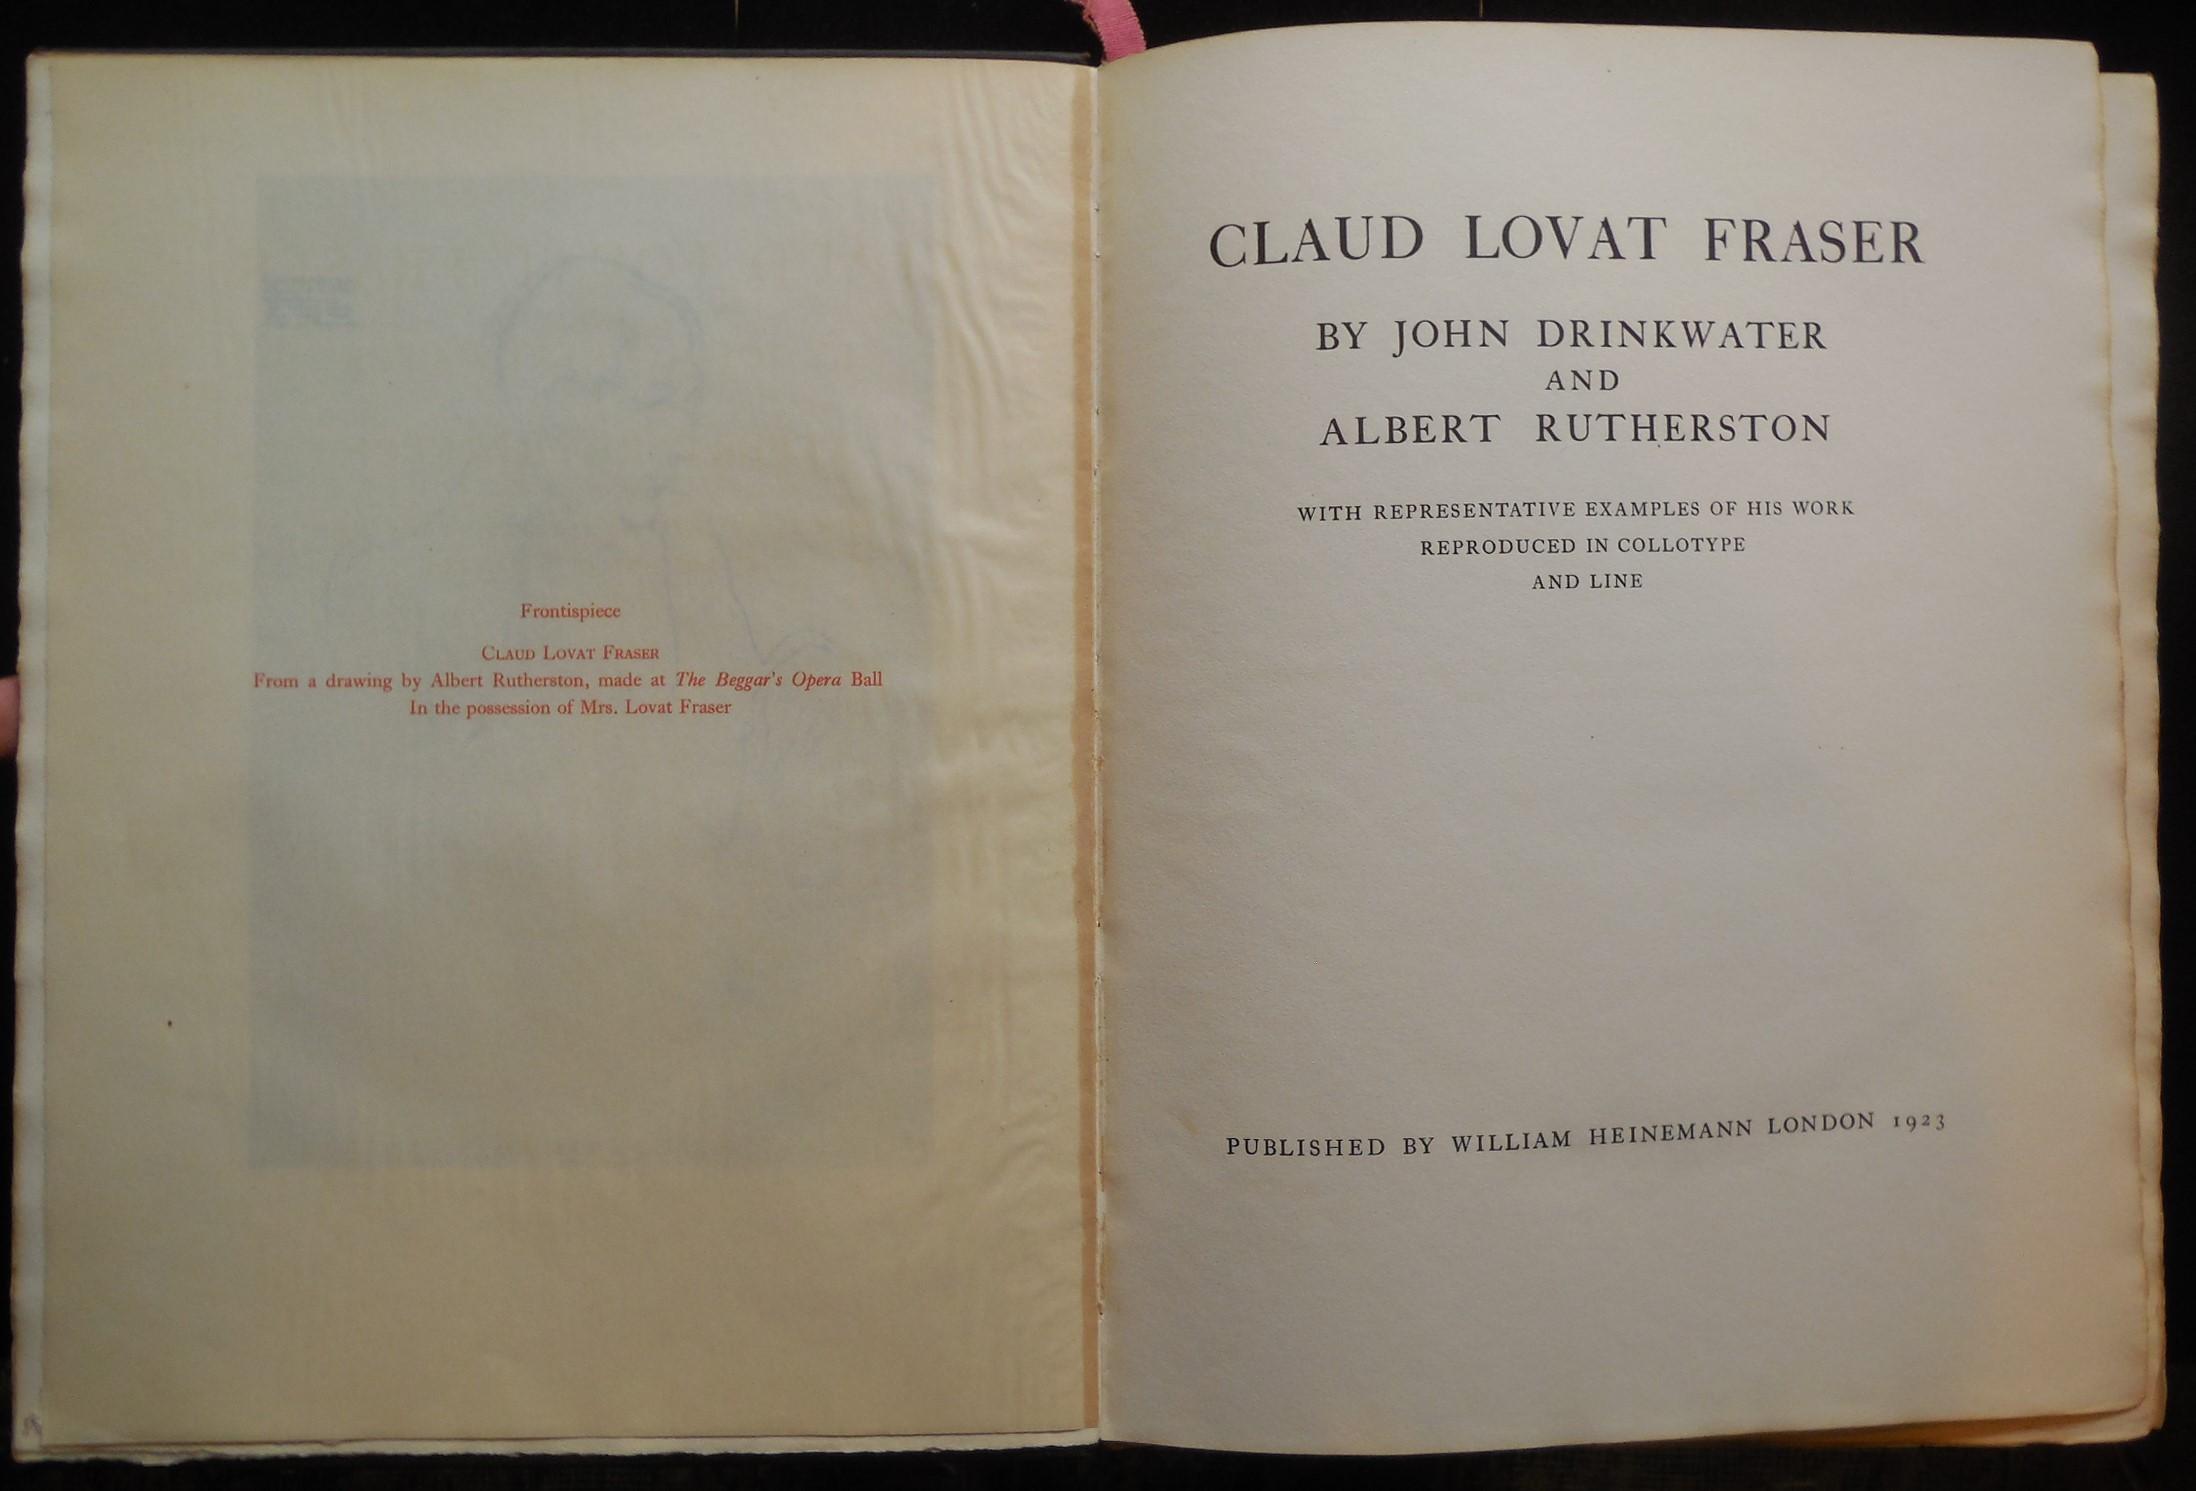 Frontispiece
CLAUD LOVAT FRASER
From a drawing by Albert Rutherston, made at The Beggar's Opera Ball
In the possession of Mrs. Lovat Fraser
CLAUD LOVAT FRASER
BY JOHN DRINKWATER
AND
ALBERT RUTHERSTON
WITH REPRESENTATIVE EXAMPLES OF HIS WORK
REPRODUCED IN COLLOTYPE
AND LINE
PUBLISHED BY WILLIAM HEINEMANN LONDON 1923